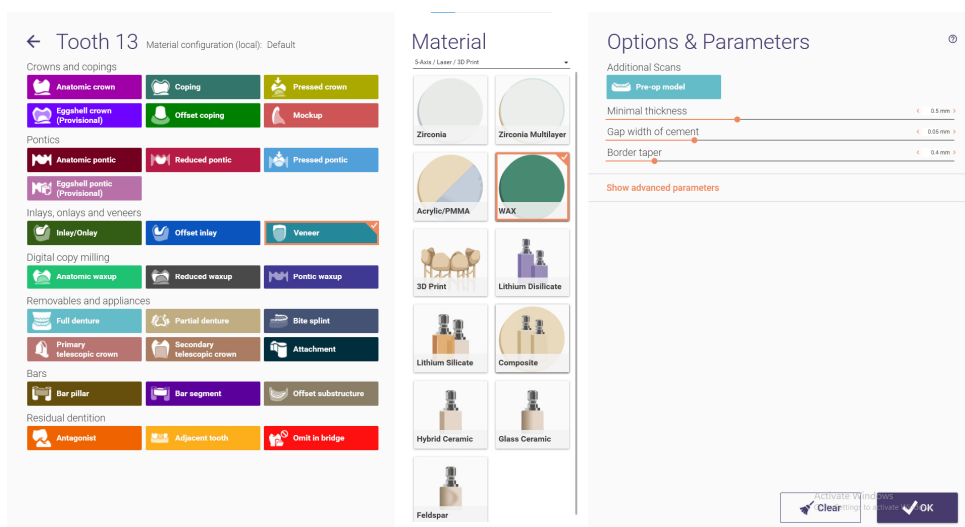 Tooth 13 Material configuration (local): Default
Crowns and copings
Anatomic crown
Coping
Pressed crown
Eggshell crown
(Provisional)
Offset coping
Mockup
Pontics
Anatomic pontic
Reduced pontic
Pressed pontic
Eggshell pontic
(Provisional)
Inlays, onlays and veneers
Inlay/Onlay
Offset inlay
Veneer
Digital copy milling
Anatomic waxup
Reduced waxup
Pontic waxup
Removables and appliances
Full denture
Partial denture
Bite splint
Primary
telescopic crown
Secondary
telescopic crown
Attachment
Bars
Bar pillar
Bar segment
Offset substructure
Residual dentition
Antagonist
Adjacent tooth
Omit in bridge
Material
5-Axis / Laser / 3D Print
Zirconia
Zirconia Multilayer
Acrylic/PMMA
WAX
3D Print
Lithium Disilicate
Lithium Silicate
Composite
Hybrid Ceramic
Glass Ceramic
Feldspar
Options & Parameters
Additional Scans
Pre-op model
Minimal thickness
0.5 mm
Gap width of cement
0.05 mm
Border taper
0.4 mm
Show advanced parameters
Activate Windows
Clear
OK